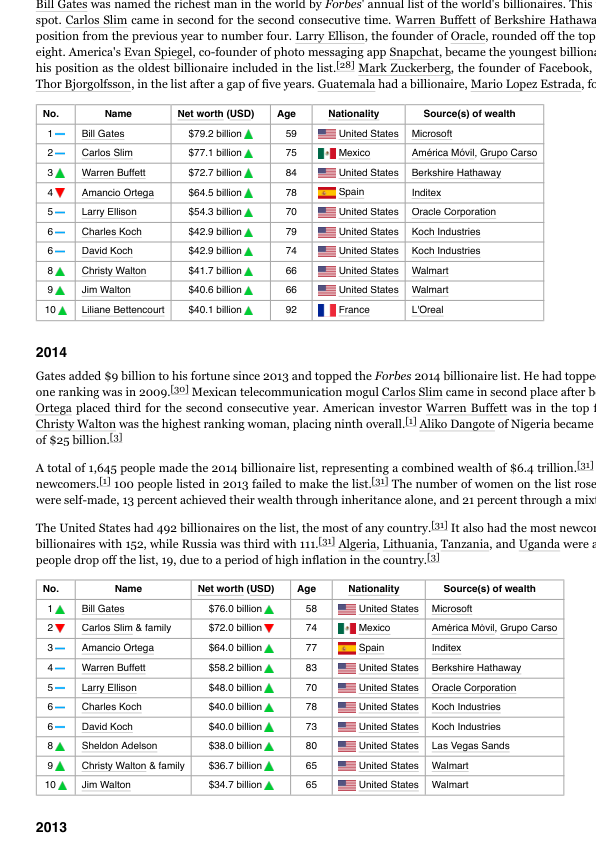 Bill Gates was named the richest man in the world by Forbes' annual list of the world's billionaires. This
spot. Carlos Slim came in second for the second consecutive time. Warren Buffett of Berkshire Hathawa
position from the previous year to number four. Larry Ellison, the founder of Oracle, rounded off the top
eight. America's Evan Spiegel, co-founder of photo messaging app Snapchat, became the youngest billiona
his position as the oldest billionaire included in the list.[28] Mark Zuckerberg, the founder of Facebook,
Thor Bjorgolfsson, in the list after a gap of five years. Guatemala had a billionaire, Mario Lopez Estrada, fo
No. Name Net worth (USD) Age Nationality Source(s) of wealth
1 Bill Gates $79.2 billion 59 United States Microsoft
2 Carlos Slim $77.1 billion 75 Mexico América Móvil, Grupo Carso
3 Warren Buffett $72.7 billion 84 United States Berkshire Hathaway
4 Amancio Ortega $64.5 billion 78 Spain Inditex
5 Larry Ellison $54.3 billion 70 United States Oracle Corporation
6 Charles Koch $42.9 billion 79 United States Koch Industries
6 David Koch $42.9 billion 74 United States Koch Industries
8 Christy Walton $41.7 billion 66 United States Walmart
9 Jim Walton $40.6 billion 66 United States Walmart
10 Liliane Bettencourt $40.1 billion 92 France L'Oreal
2014
Gates added $9 billion to his fortune since 2013 and topped the Forbes 2014 billionaire list. He had toppe
one ranking was in 2009.[30] Mexican telecommunication mogul Carlos Slim came in second place after b
Ortega placed third for the second consecutive year. American investor Warren Buffett was in the top f
Christy Walton was the highest ranking woman, placing ninth overall.[1] Aliko Dangote of Nigeria became
of $25 billion.[3]
A total of 1,645 people made the 2014 billionaire list, representing a combined wealth of $6.4 trillion.[31]
newcomers.[1] 100 people listed in 2013 failed to make the list.[31] The number of women on the list rose
were self-made, 13 percent achieved their wealth through inheritance alone, and 21 percent through a mixt
The United States had 492 billionaires on the list, the most of any country.[31] It also had the most newcom
billionaires with 152, while Russia was third with 111.[31] Algeria, Lithuania, Tanzania, and Uganda were a
people drop off the list, 19, due to a period of high inflation in the country.[3]
No. Name Net worth (USD) Age Nationality Source(s) of wealth
1 Bill Gates $76.0 billion 58 United States Microsoft
2 Carlos Slim & family $72.0 billion 74 Mexico América Móvil, Grupo Carso
3 Amancio Ortega $64.0 billion 77 Spain Inditex
4 Warren Buffett $58.2 billion 83 United States Berkshire Hathaway
5 Larry Ellison $48.0 billion 70 United States Oracle Corporation
6 Charles Koch $40.0 billion 78 United States Koch Industries
6 David Koch $40.0 billion 73 United States Koch Industries
8 Sheldon Adelson $38.0 billion 80 United States Las Vegas Sands
9 Christy Walton & family $36.7 billion 65 United States Walmart
10 Jim Walton $34.7 billion 65 United States Walmart
2013